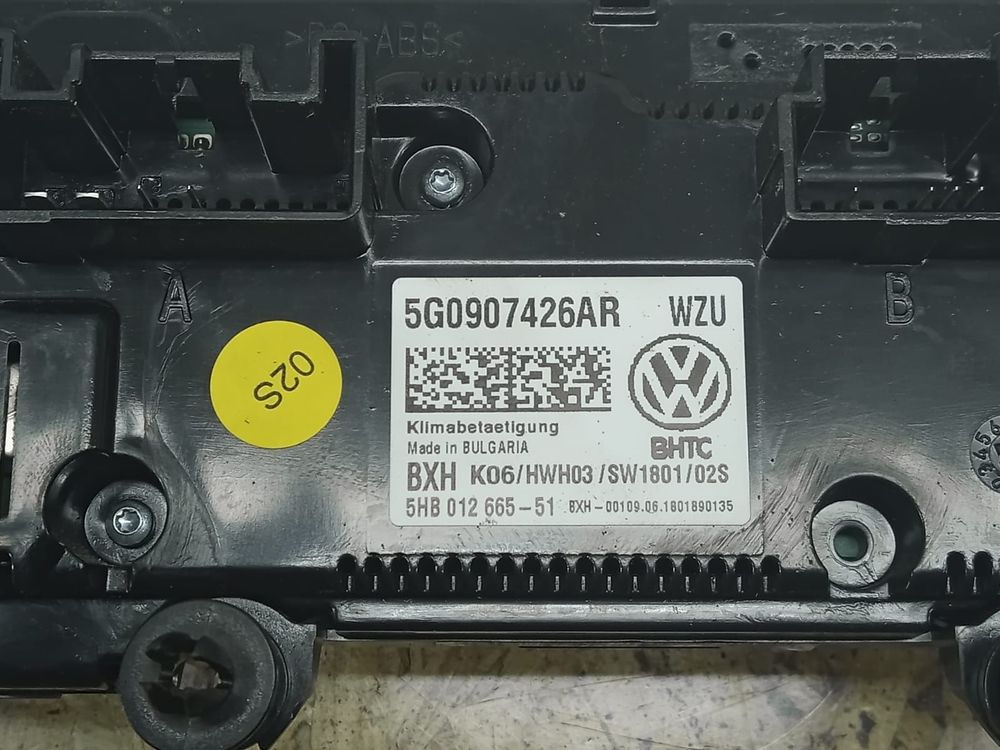 >PC-ABS<
A
B
5G0907426AR WZU
02S
Klimabetaetigung
Made in BULGARIA
BHTC
BXH K06/HWH03/SW1801/02S
5HB 012 665-51 BXH-00109.06.1801890135
3456